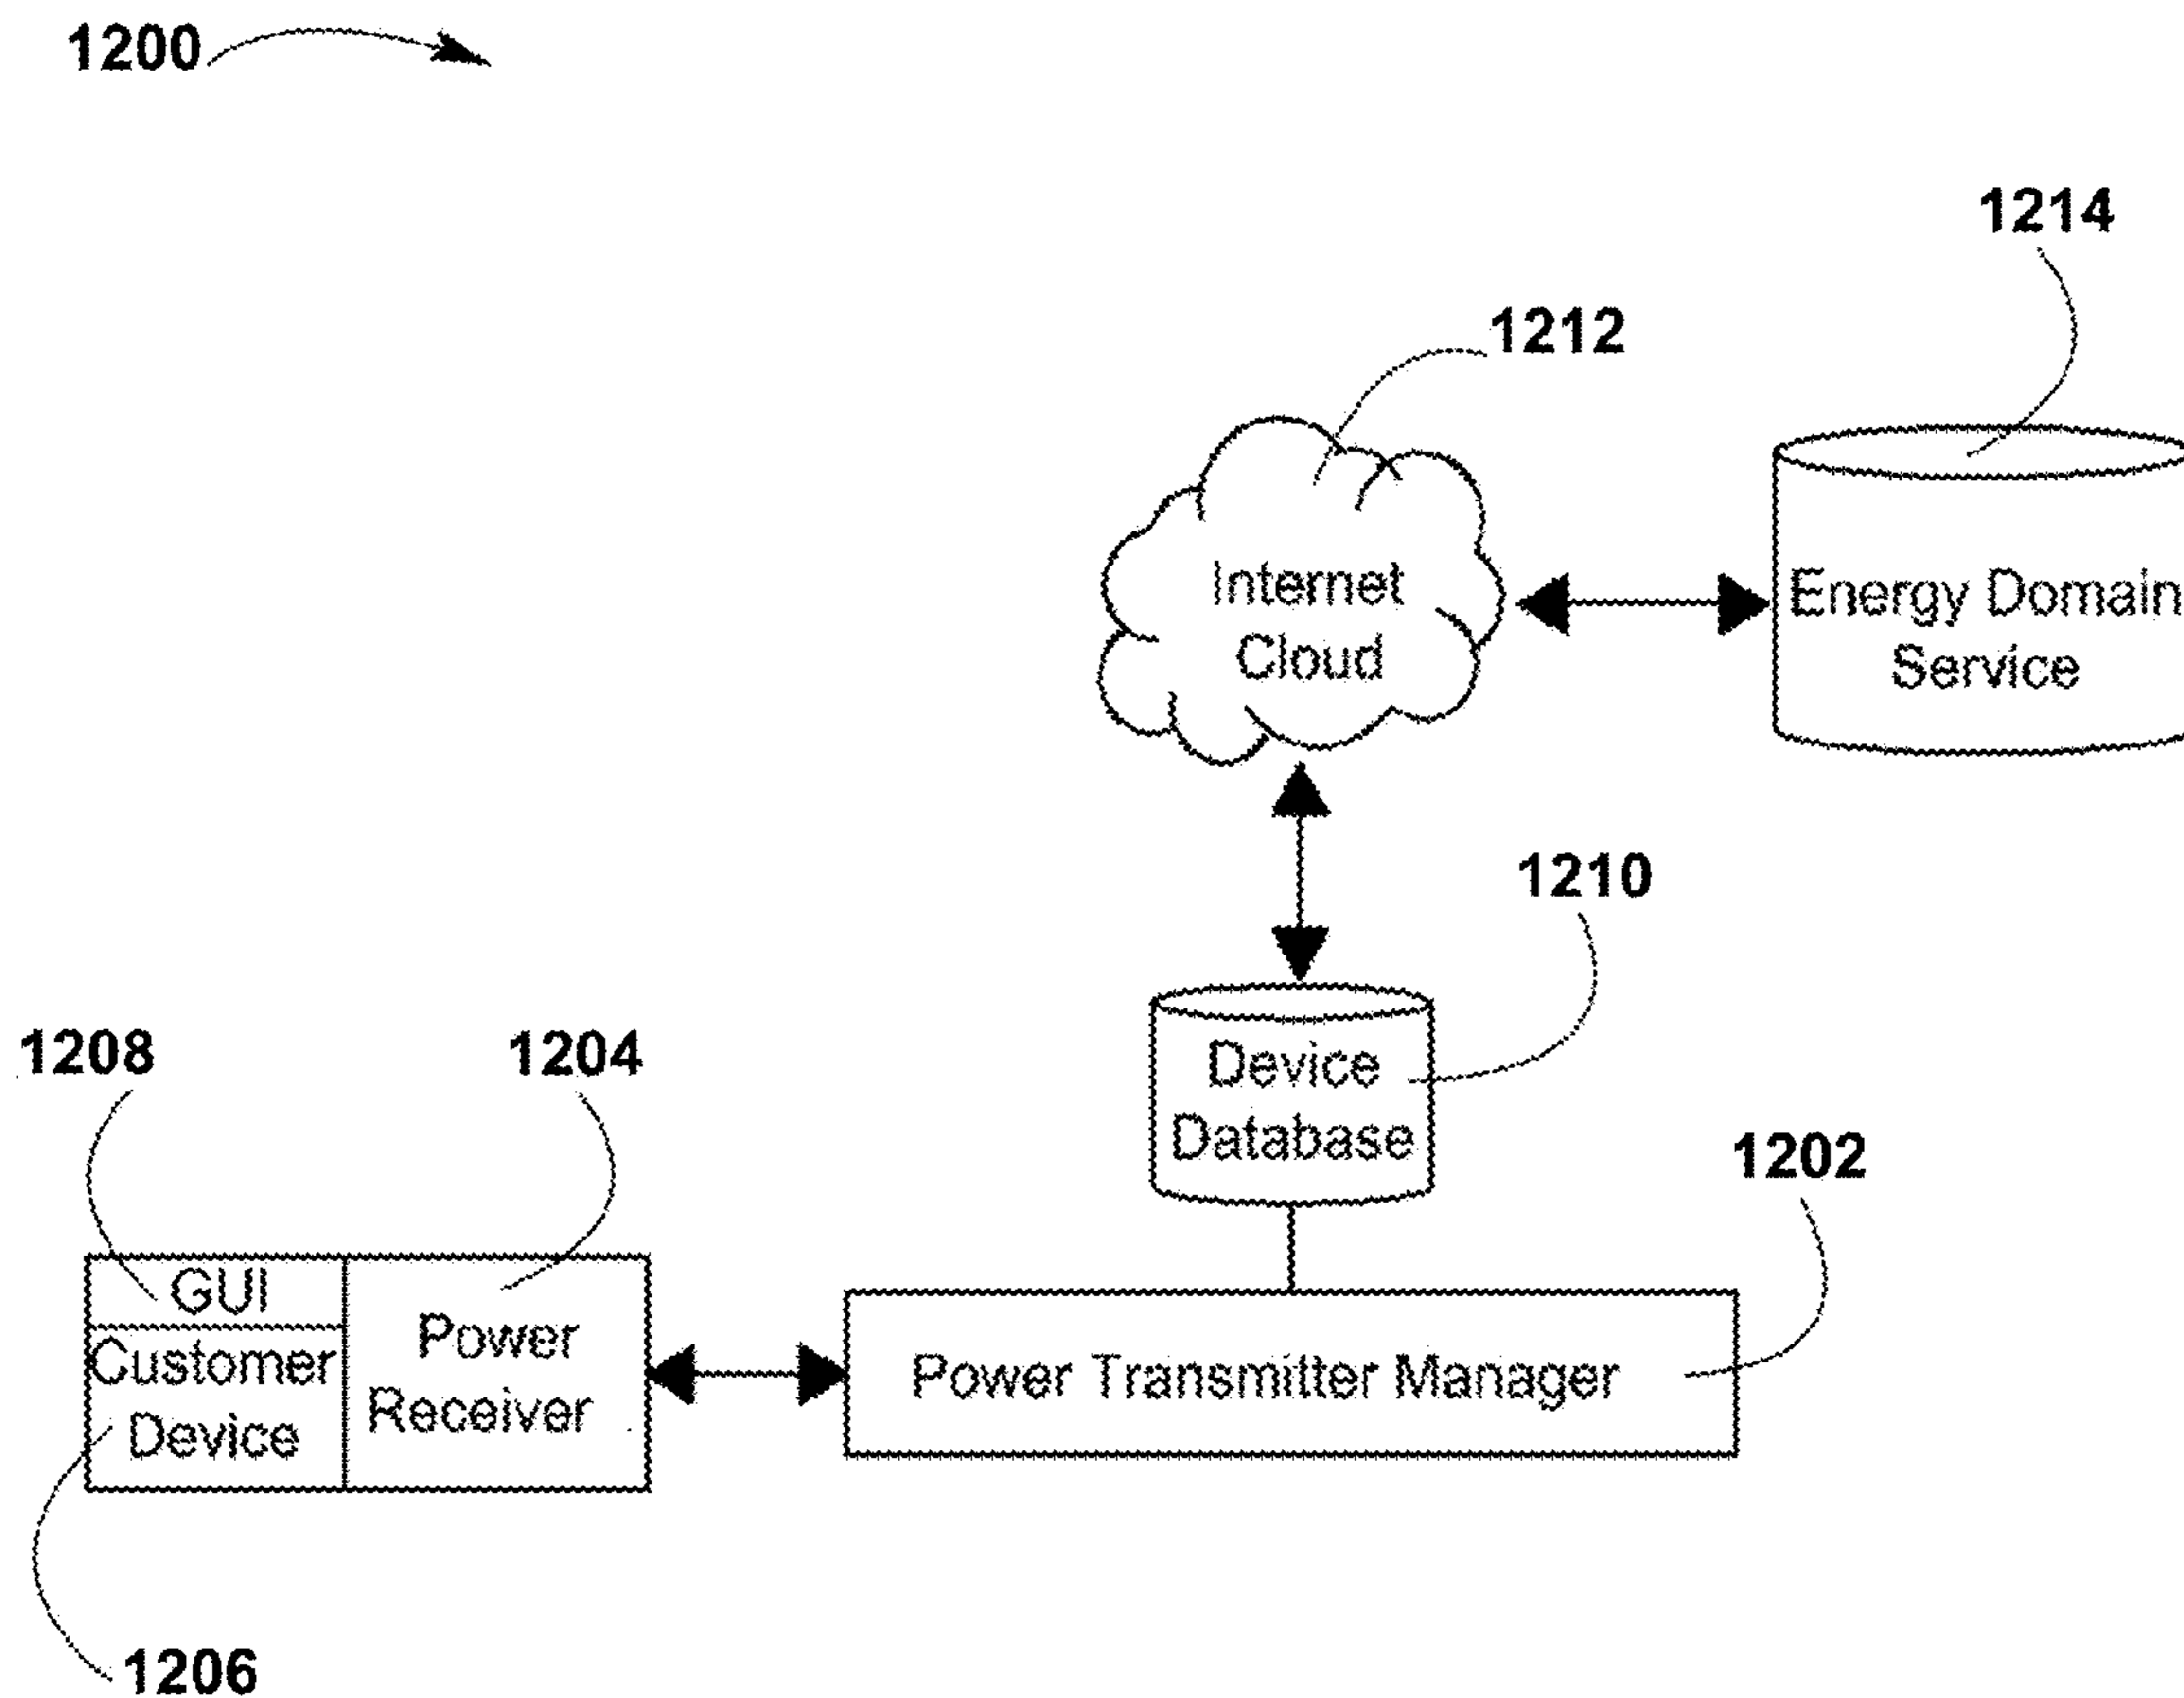 1200
1214
1212
Internet
Cloud
Energy Domain
Service
1210
Device
Database
1208
1204
1202
GUI
Customer
Device
Power
Receiver
Power Transmitter Manager
1206